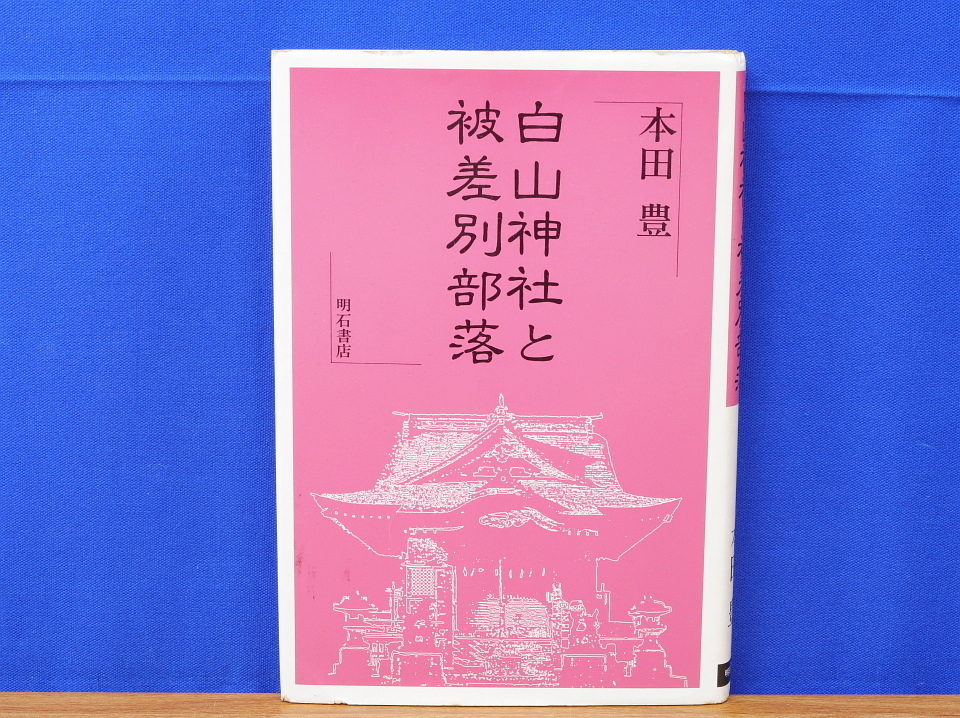 本田 豊
白山神社と
被差別部落
明石書店